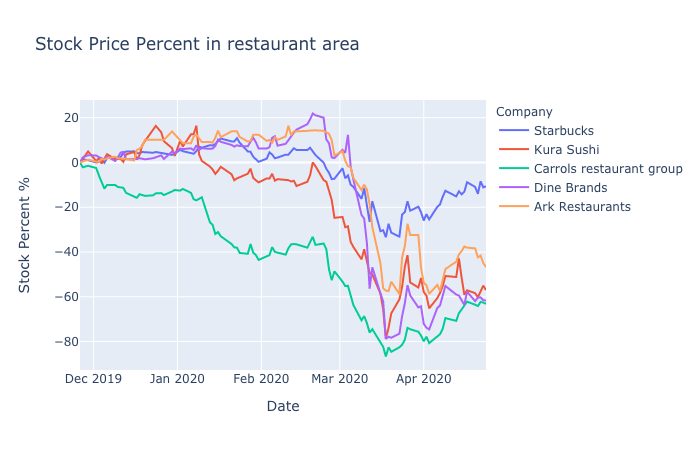 Stock Price Percent in restaurant area
Company
Starbucks
Kura Sushi
Carrols restaurant group
Dine Brands
Ark Restaurants
Stock Percent %
20
0
−20
−40
−60
−80
Dec 2019
Jan 2020
Feb 2020
Mar 2020
Apr 2020
Date